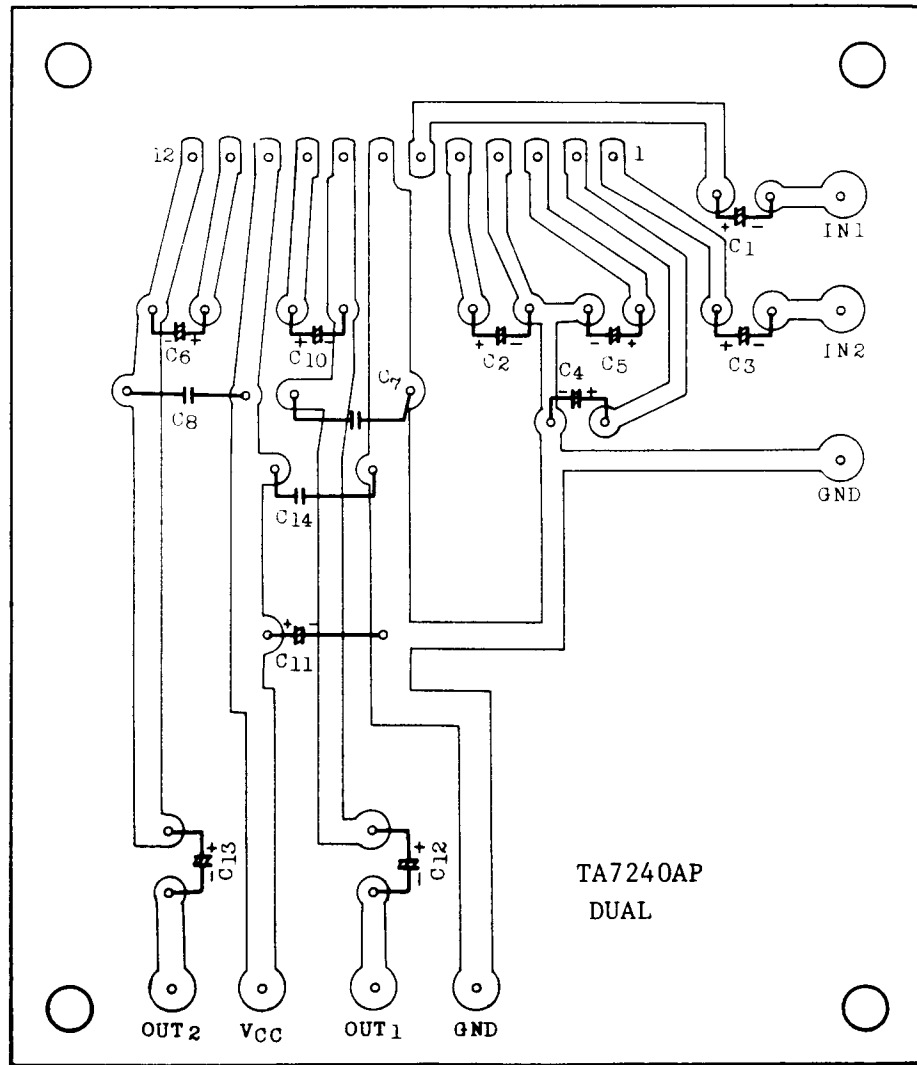 12
1
+ -
C1
IN1
- +
C6
+ -
C10
+ -
C2
- +
C5
+ -
C3
IN2
C7
C4
- +
C8
GND
C14
+ -
C11
+
-
C13
+
-
C12
TA7240AP
DUAL
OUT2
VCC
OUT1
GND